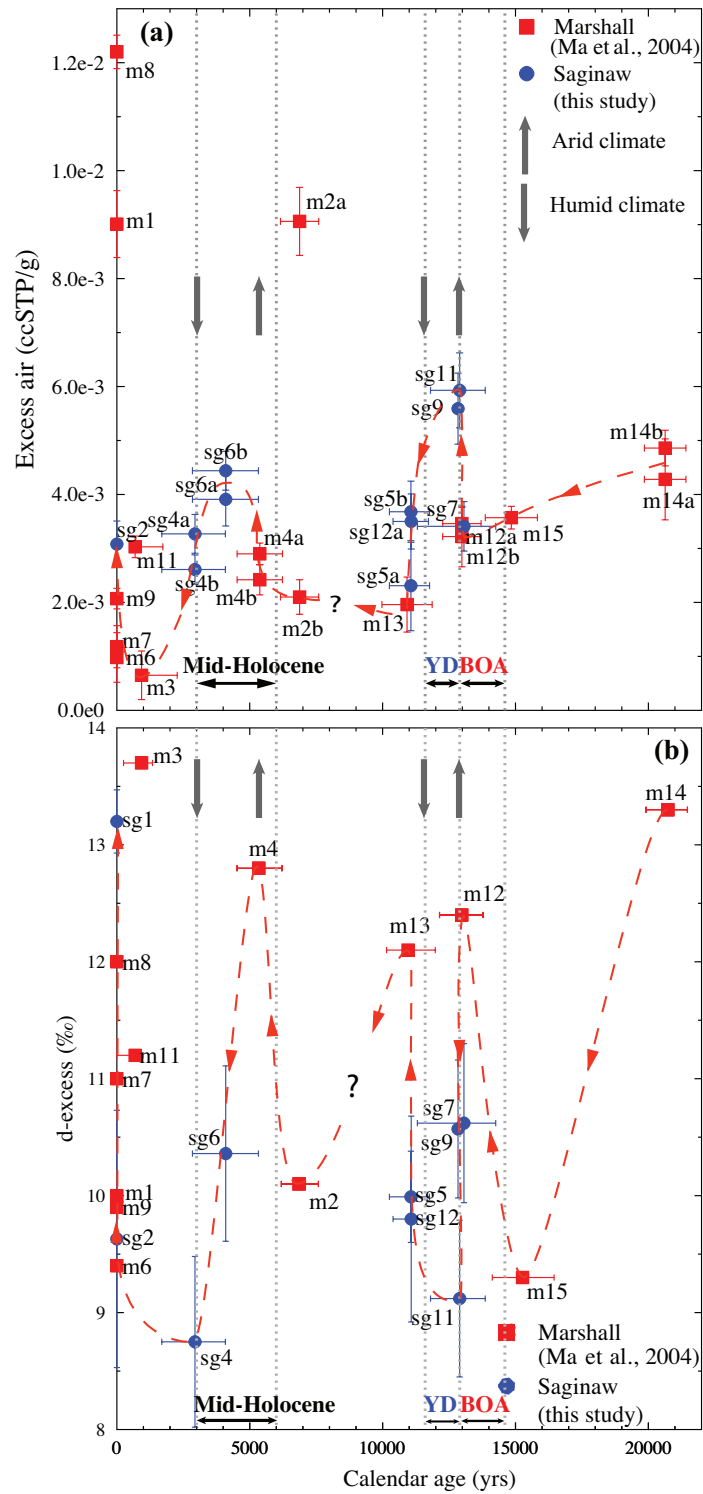 (a)
Marshall
(Ma et al., 2004)
Saginaw
(this study)
Arid climate
Humid climate
Excess air (ccSTP/g)
1.2e-2
1.0e-2
8.0e-3
6.0e-3
4.0e-3
2.0e-3
0.0e0
m8
m1
m2a
sg11
sg9
sg6b
sg6a
m14b
m14a
sg5b
sg7
sg2
sg4a
sg12a
m12a
m15
m11
m4a
m12b
sg4b
m4b
sg5a
m9
m2b
?
m13
m7
m6
m3
Mid-Holocene
YD
BOA
(b)
14
13
12
11
10
9
8
d-excess (‰)
m3
sg1
m14
m4
m12
m13
m8
m11
m7
?
sg7
sg6
sg9
m1
m9
m2
sg5
sg12
sg2
m6
m15
sg11
sg4
Marshall
(Ma et al., 2004)
Saginaw
(this study)
Mid-Holocene
YD
BOA
0
5000
10000
15000
20000
Calendar age (yrs)